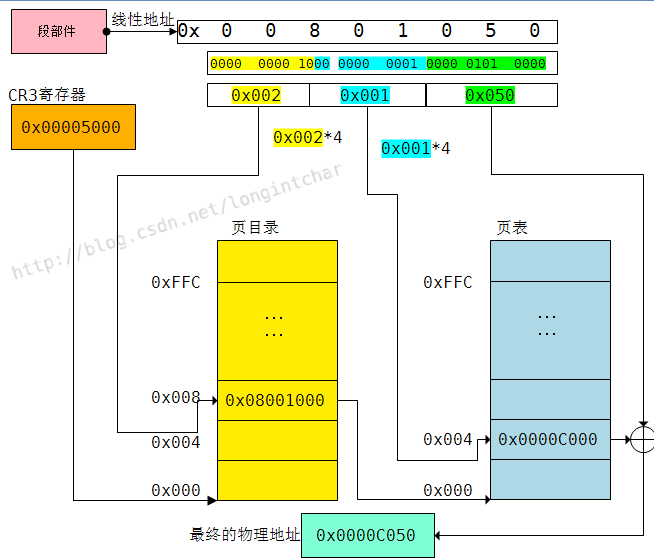 段部件
线性地址
0x 0 0 8 0 1 0 5 0
0000 0000 1000 0000 0001 0000 0101 0000
CR3寄存器
0x002
0x001
0x050
0x00005000
0x002*4
0x001*4
http://blog.csdn.net/longintchar
页目录
页表
0xFFC
0xFFC
...
...
...
...
0x008
0x08001000
0x004
0x004
0x0000C000
0x000
0x000
最终的物理地址
0x0000C050